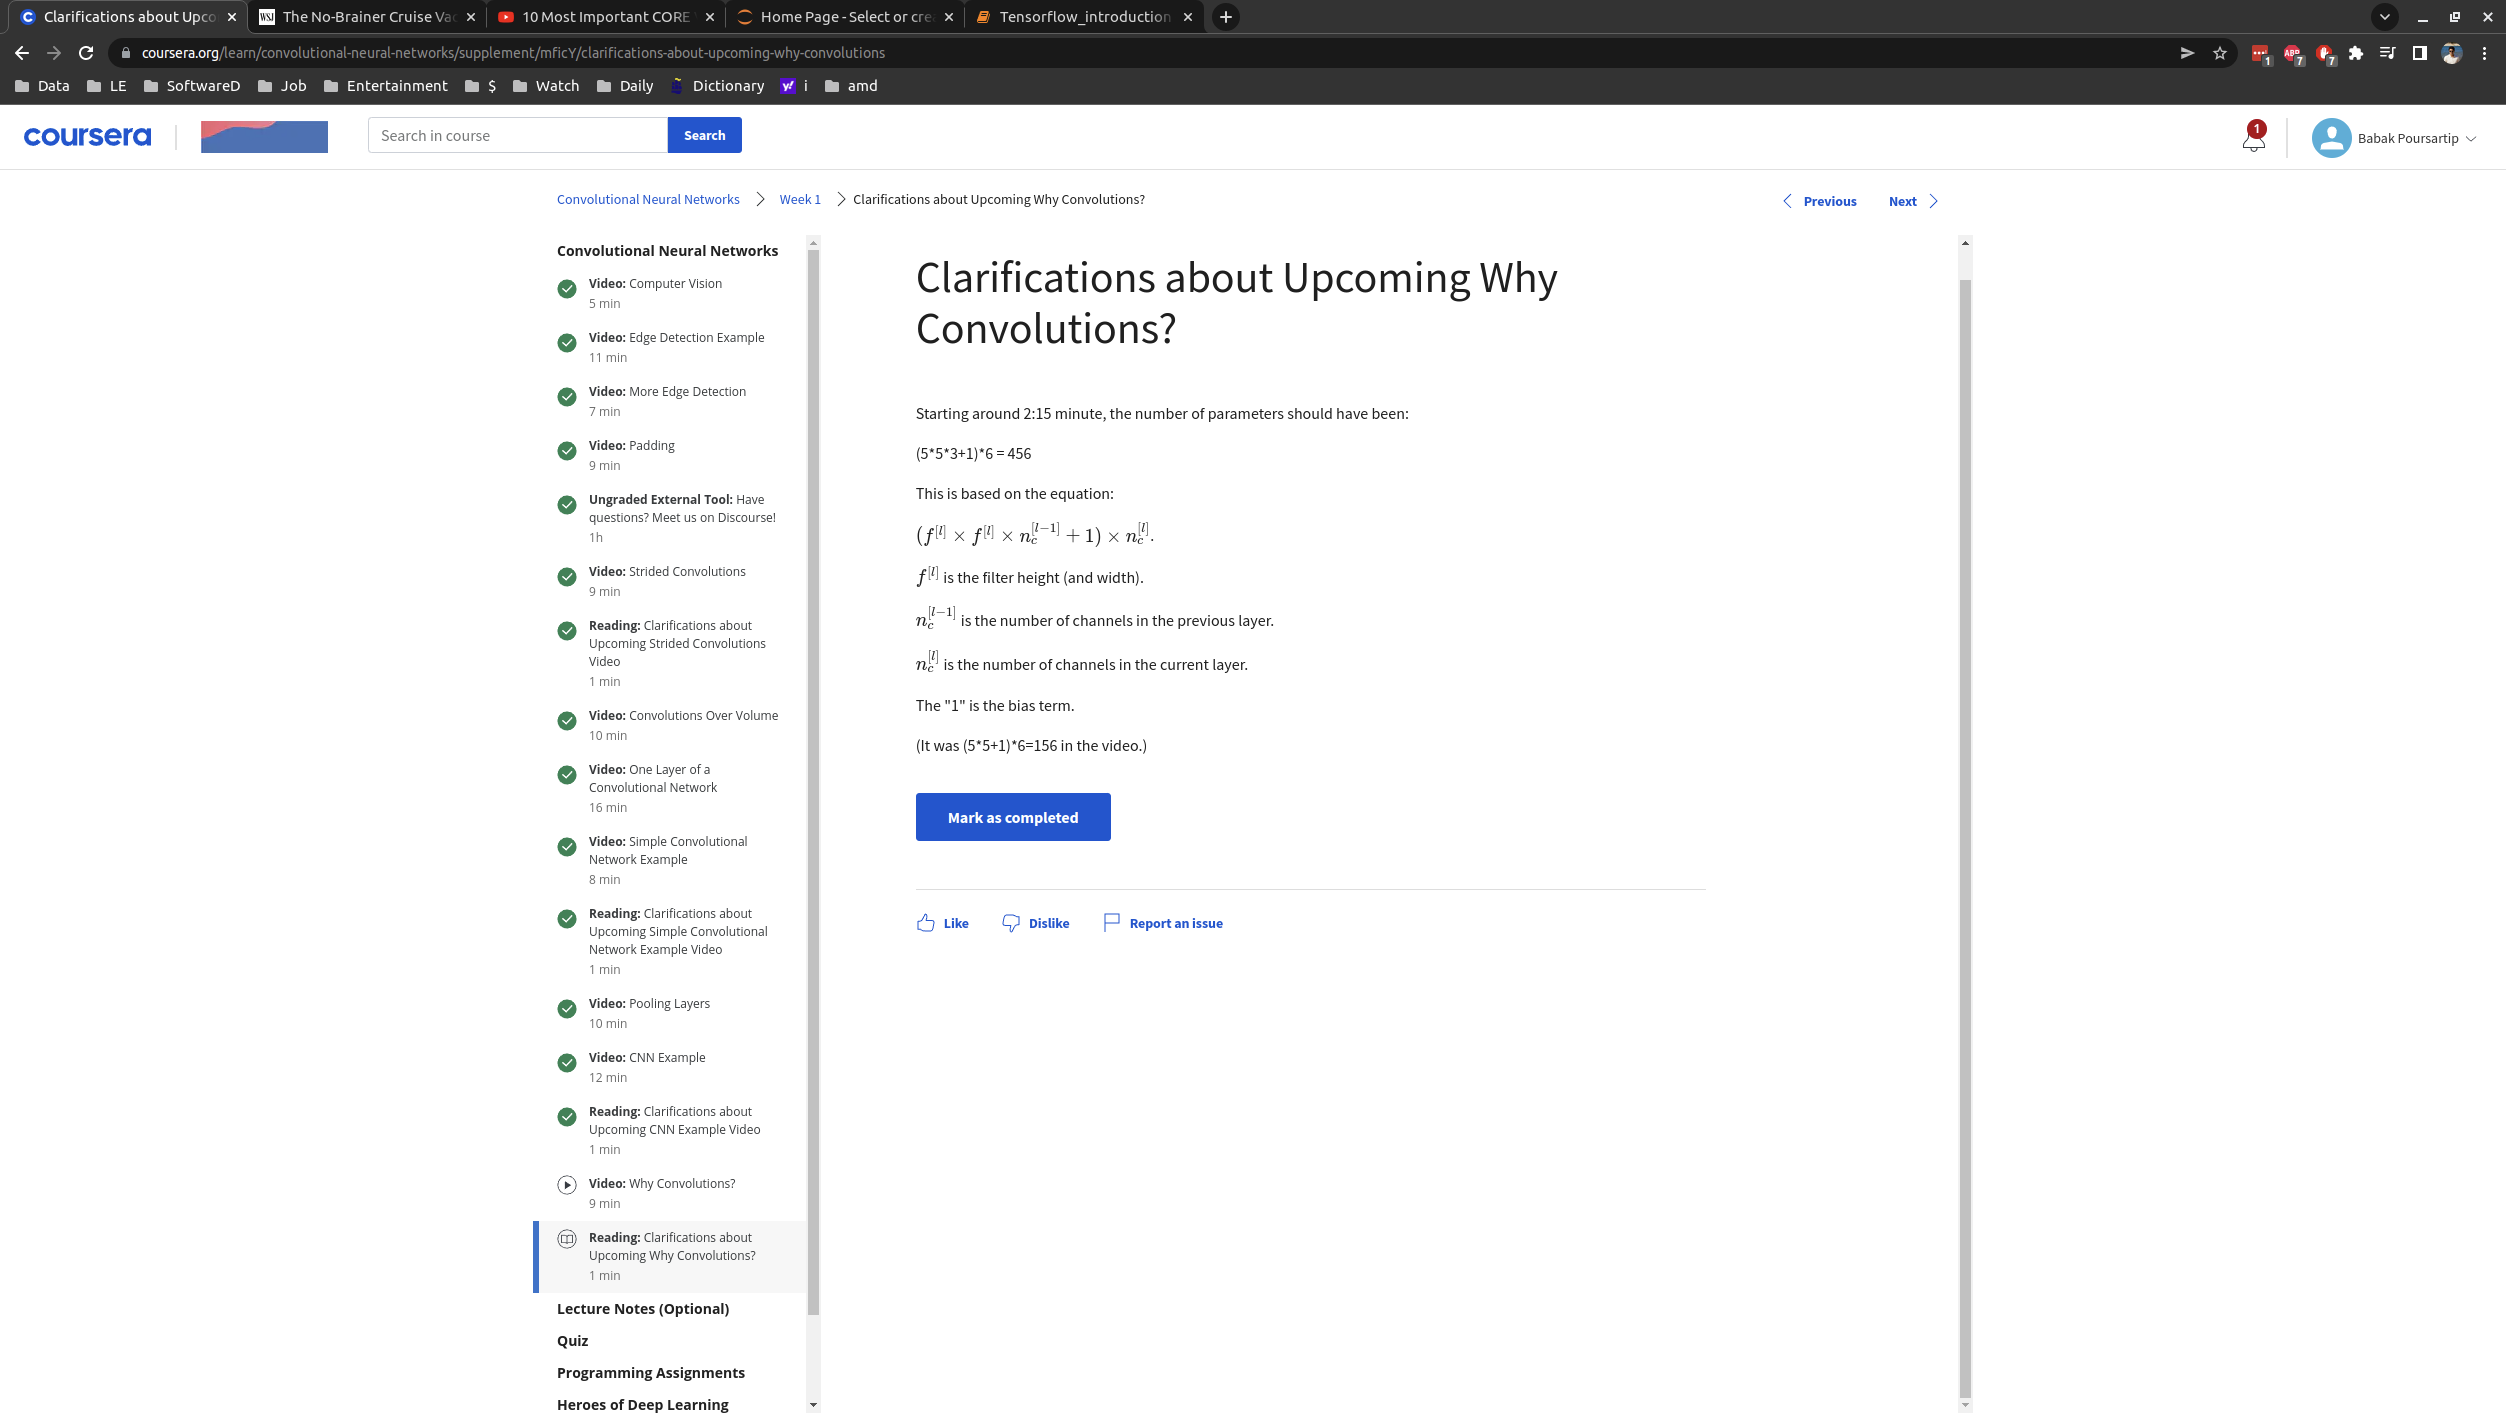 Clarifications about Upco
The No-Brainer Cruise Vac
10 Most Important CORE
Home Page - Select or cre
Tensorflow_introduction
coursera.org/learn/convolutional-neural-networks/supplement/mficY/clarifications-about-upcoming-why-convolutions
1
7
7
Data LE SoftwareD Job Entertainment $ Watch Daily Dictionary i amd
coursera
Search in course
Search
1
Babak Poursartip
Convolutional Neural Networks > Week 1 > Clarifications about Upcoming Why Convolutions?
Previous
Next
Convolutional Neural Networks
Video: Computer Vision
5 min
Video: Edge Detection Example
11 min
Video: More Edge Detection
7 min
Video: Padding
9 min
Ungraded External Tool: Have
questions? Meet us on Discourse!
1h
Video: Strided Convolutions
9 min
Reading: Clarifications about
Upcoming Strided Convolutions
Video
1 min
Video: Convolutions Over Volume
10 min
Video: One Layer of a
Convolutional Network
16 min
Video: Simple Convolutional
Network Example
8 min
Reading: Clarifications about
Upcoming Simple Convolutional
Network Example Video
1 min
Video: Pooling Layers
10 min
Video: CNN Example
12 min
Reading: Clarifications about
Upcoming CNN Example Video
1 min
Video: Why Convolutions?
9 min
Reading: Clarifications about
Upcoming Why Convolutions?
1 min
Lecture Notes (Optional)
Quiz
Programming Assignments
Heroes of Deep Learning
Clarifications about Upcoming Why
Convolutions?
Starting around 2:15 minute, the number of parameters should have been:
(5*5*3+1)*6 = 456
This is based on the equation:
(f^[l] × f^[l] × n_c^[l−1] + 1) × n_c^[l].
f^[l] is the filter height (and width).
n_c^[l−1] is the number of channels in the previous layer.
n_c^[l] is the number of channels in the current layer.
The "1" is the bias term.
(It was (5*5+1)*6=156 in the video.)
Mark as completed
Like
Dislike
Report an issue